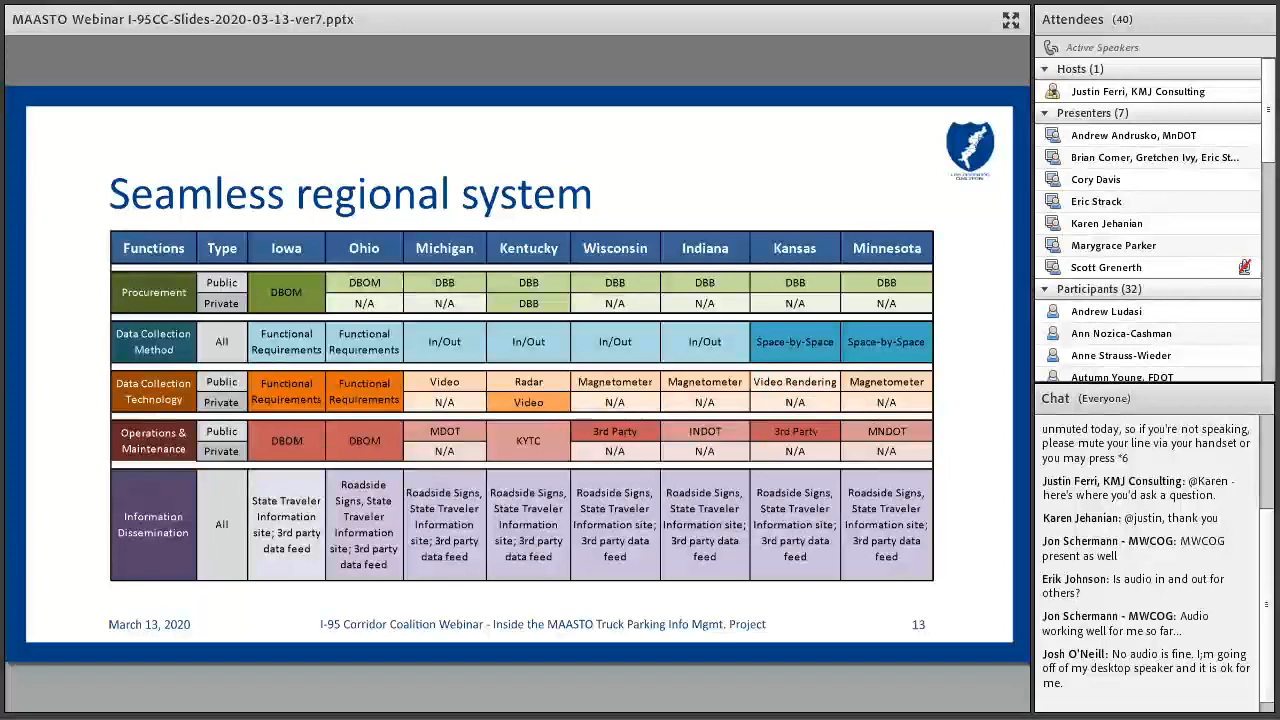 MAASTO Webinar I-95CC-Slides-2020-03-13-ver7.pptx
Seamless regional system
Functions Type Iowa Ohio Michigan Kentucky Wisconsin Indiana Kansas Minnesota
Procurement
Public
Private
DBOM
DBOM DBB DBB DBB DBB DBB DBB
N/A N/A DBB N/A N/A N/A N/A
Data Collection
Method
All
Functional
Requirements
Functional
Requirements
In/Out
In/Out
In/Out
In/Out
Space-by-Space
Space-by-Space
Data Collection
Technology
Public
Private
Functional
Requirements
Functional
Requirements
Video Radar Magnetometer Magnetometer Video Rendering Magnetometer
N/A Video N/A N/A N/A N/A
Operations &
Maintenance
Public
Private
DBOM
DBOM
MDOT
N/A
KYTC
3rd Party INDOT 3rd Party MNDOT
N/A N/A N/A N/A
Information
Dissemination
All
State Traveler
Information
site; 3rd party
data feed
Roadside
Signs, State
Traveler
Information
site; 3rd party
data feed
Roadside Signs,
State Traveler
Information
site; 3rd party
data feed
Roadside Signs,
State Traveler
Information
site; 3rd party
data feed
Roadside Signs,
State Traveler
Information site;
3rd party data
feed
Roadside Signs,
State Traveler
Information site;
3rd party data
feed
Roadside Signs,
State Traveler
Information site;
3rd party data
feed
Roadside Signs,
State Traveler
Information site;
3rd party data
feed
March 13, 2020
I-95 Corridor Coalition Webinar - Inside the MAASTO Truck Parking Info Mgmt. Project
13
Attendees (40)
Active Speakers
Hosts (1)
Justin Ferri, KMJ Consulting
Presenters (7)
Andrew Andrusko, MnDOT
Brian Comer, Gretchen Ivy, Eric St...
Cory Davis
Eric Strack
Karen Jehanian
Marygrace Parker
Scott Grenerth
Participants (32)
Andrew Ludasi
Ann Nozica-Cashman
Anne Strauss-Wieder
Autumn Young, FDOT
Chat (Everyone)
unmuted today, so if you're not speaking,
please mute your line via your handset or
you may press *6
Justin Ferri, KMJ Consulting: @Karen -
here's where you'd ask a question.
Karen Jehanian: @justin, thank you
Jon Schermann - MWCOG: MWCOG
present as well
Erik Johnson: Is audio in and out for
others?
Jon Schermann - MWCOG: Audio
working well for me so far...
Josh O'Neill: No audio is fine. I;m going
off of my desktop speaker and it is ok for
me.